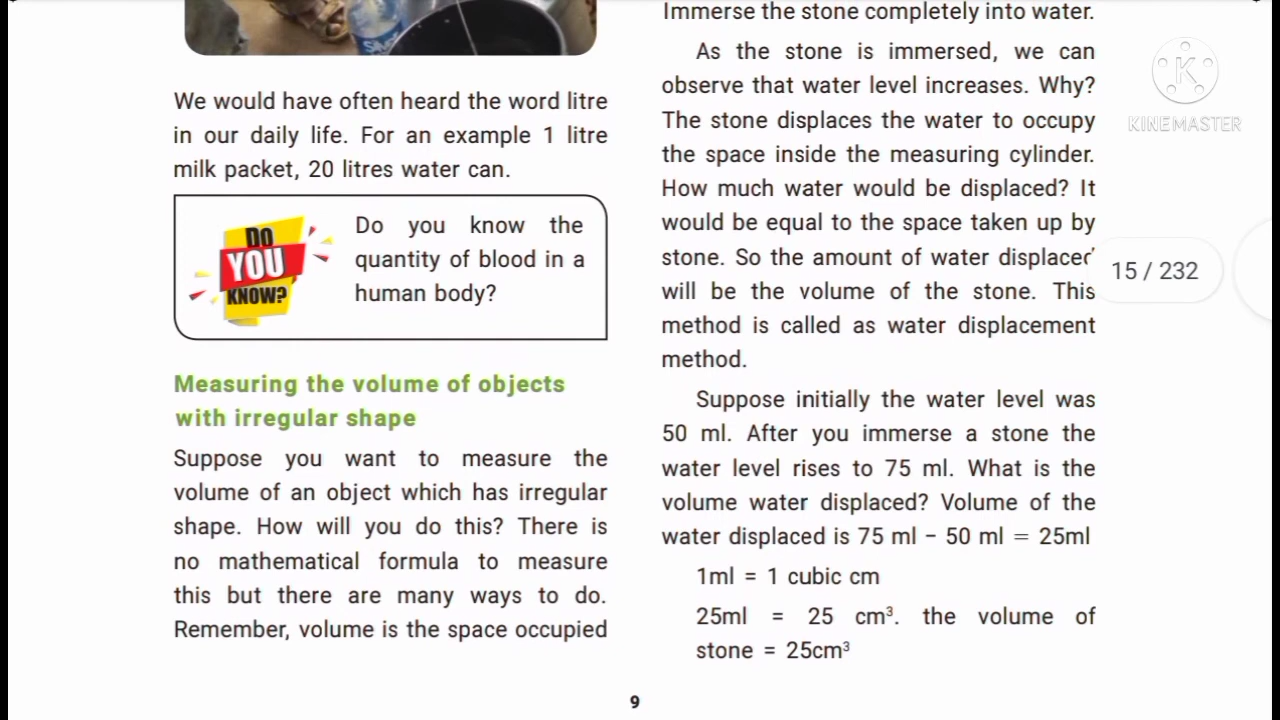 We would have often heard the word litre
in our daily life. For an example 1 litre
milk packet, 20 litres water can.
DO
YOU
KNOW?
Do you know the
quantity of blood in a
human body?
Measuring the volume of objects
with irregular shape
Suppose you want to measure the
volume of an object which has irregular
shape. How will you do this? There is
no mathematical formula to measure
this but there are many ways to do.
Remember, volume is the space occupied
Immerse the stone completely into water.
As the stone is immersed, we can
observe that water level increases. Why?
The stone displaces the water to occupy
the space inside the measuring cylinder.
How much water would be displaced? It
would be equal to the space taken up by
stone. So the amount of water displaced
will be the volume of the stone. This
method is called as water displacement
method.
Suppose initially the water level was
50 ml. After you immerse a stone the
water level rises to 75 ml. What is the
volume water displaced? Volume of the
water displaced is 75 ml − 50 ml = 25ml
1ml = 1 cubic cm
25ml = 25 cm³. the volume of
stone = 25cm³
9
K
KINEMASTER
15 / 232